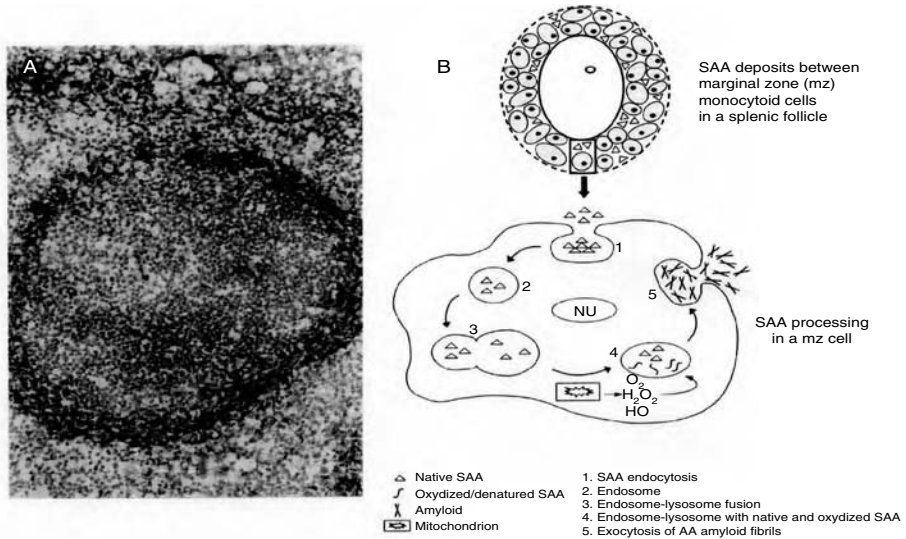 A
B
SAA deposits between
marginal zone (mz)
monocytoid cells
in a splenic follicle
1
2
3
NU
4
5
O2
H2O2
HO
SAA processing
in a mz cell
Native SAA
Oxydized/denatured SAA
Amyloid
Mitochondrion
1. SAA endocytosis
2. Endosome
3. Endosome-lysosome fusion
4. Endosome-lysosome with native and oxydized SAA
5. Exocytosis of AA amyloid fibrils